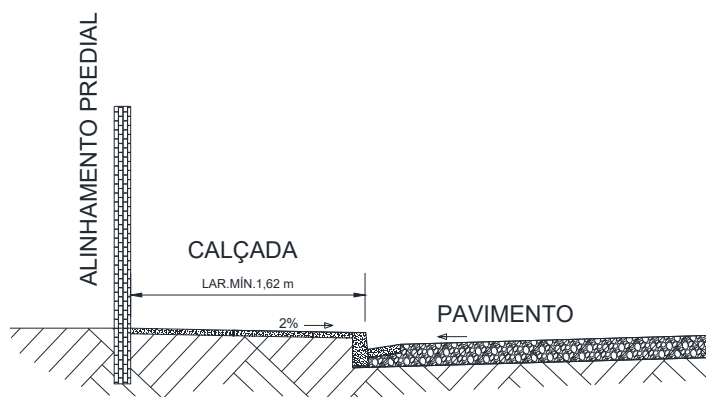 ALINHAMENTO PREDIAL
CALÇADA
LAR.MÍN.1,62 m
2%
PAVIMENTO